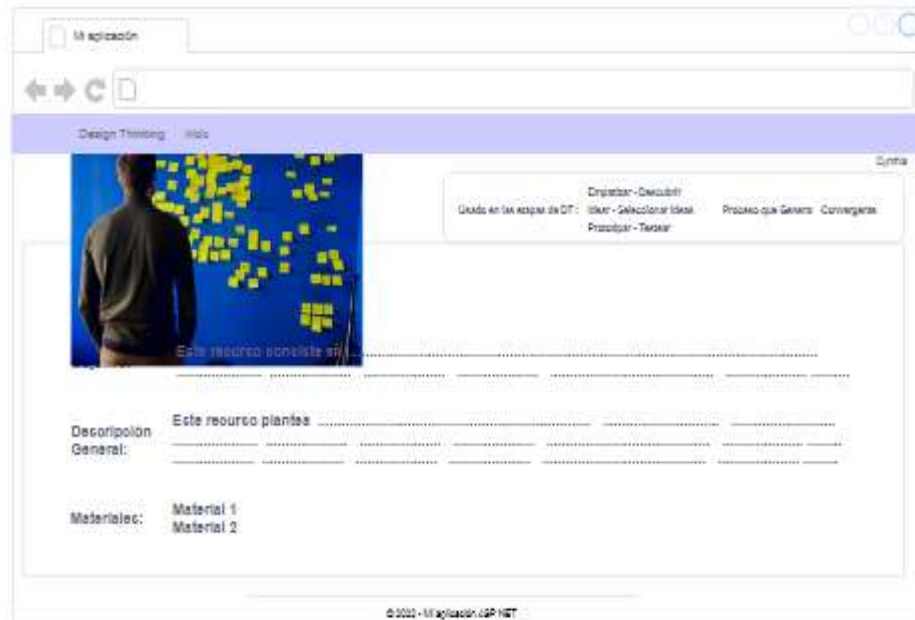 Mi aplicación
Design Thinking Inicio
Cynthia
Empatizar - Descubrir
Usado en las etapas de DT: Idear - Seleccionar Ideas Proceso que Genera Convergente
Prototipar - Testear
Este recurso consiste en
Este recurso plantea
Descripción
General:
Materiales: Material 1
Material 2
© 2022 - Mi aplicación ASP.NET